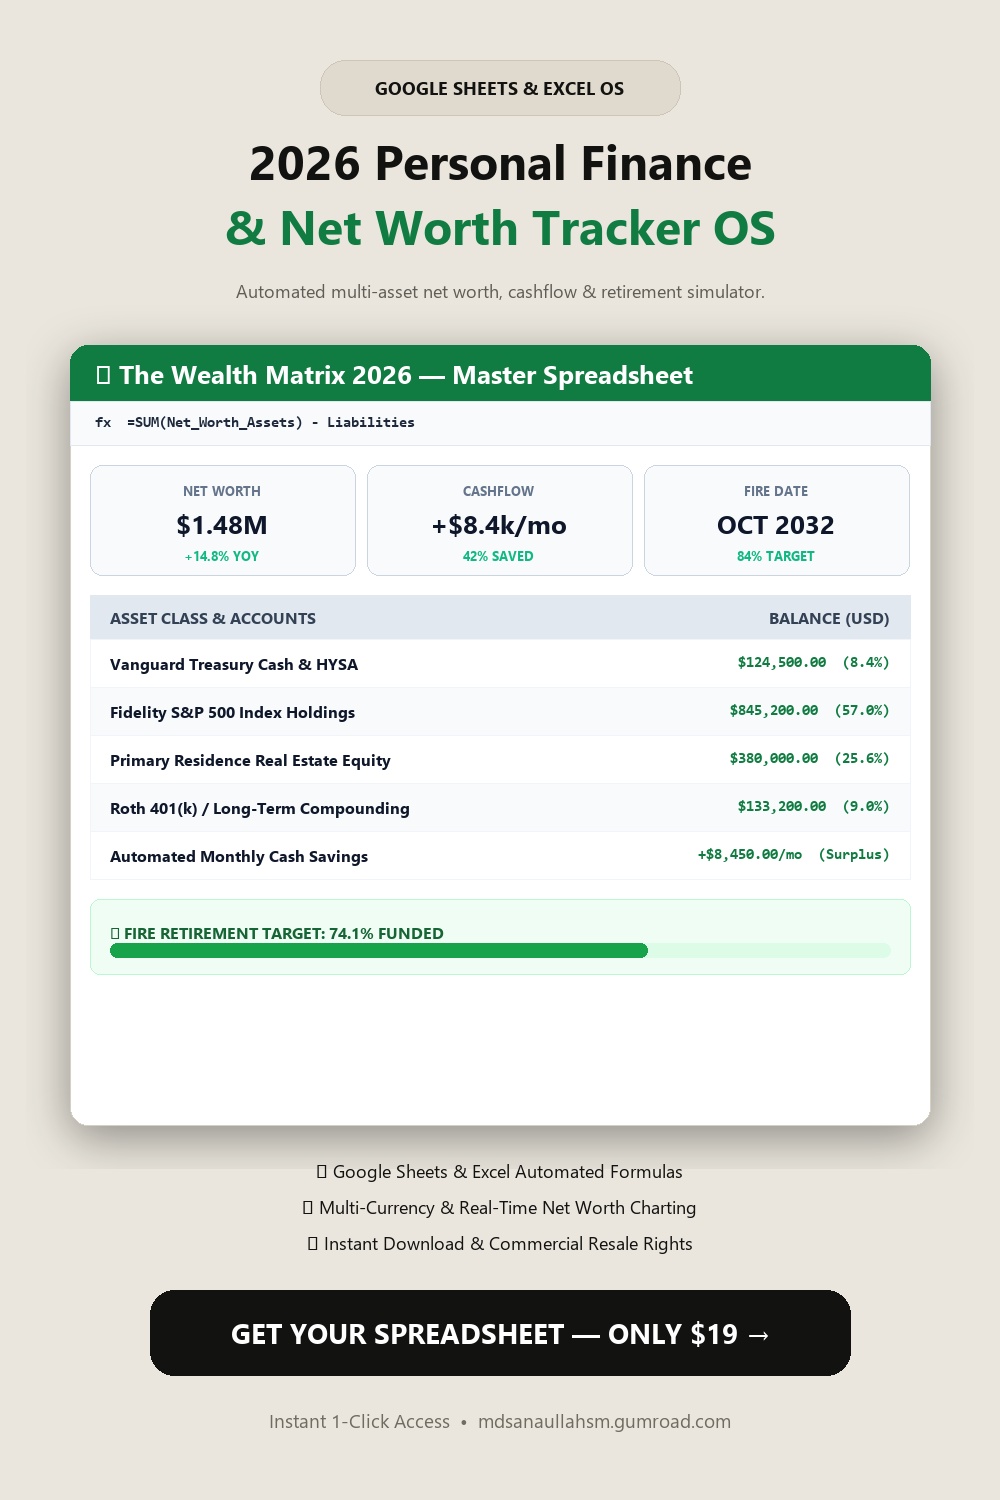 GOOGLE SHEETS & EXCEL OS
2026 Personal Finance
& Net Worth Tracker OS
Automated multi-asset net worth, cashflow & retirement simulator.
The Wealth Matrix 2026 — Master Spreadsheet
fx =SUM(Net_Worth_Assets) - Liabilities
NET WORTH
$1.48M
+14.8% YOY
CASHFLOW
+$8.4k/mo
42% SAVED
FIRE DATE
OCT 2032
84% TARGET
ASSET CLASS & ACCOUNTS BALANCE (USD)
Vanguard Treasury Cash & HYSA $124,500.00 (8.4%)
Fidelity S&P 500 Index Holdings $845,200.00 (57.0%)
Primary Residence Real Estate Equity $380,000.00 (25.6%)
Roth 401(k) / Long-Term Compounding $133,200.00 (9.0%)
Automated Monthly Cash Savings +$8,450.00/mo (Surplus)
FIRE RETIREMENT TARGET: 74.1% FUNDED
Google Sheets & Excel Automated Formulas
Multi-Currency & Real-Time Net Worth Charting
Instant Download & Commercial Resale Rights
GET YOUR SPREADSHEET — ONLY $19 →
Instant 1-Click Access • mdsanaullahsm.gumroad.com